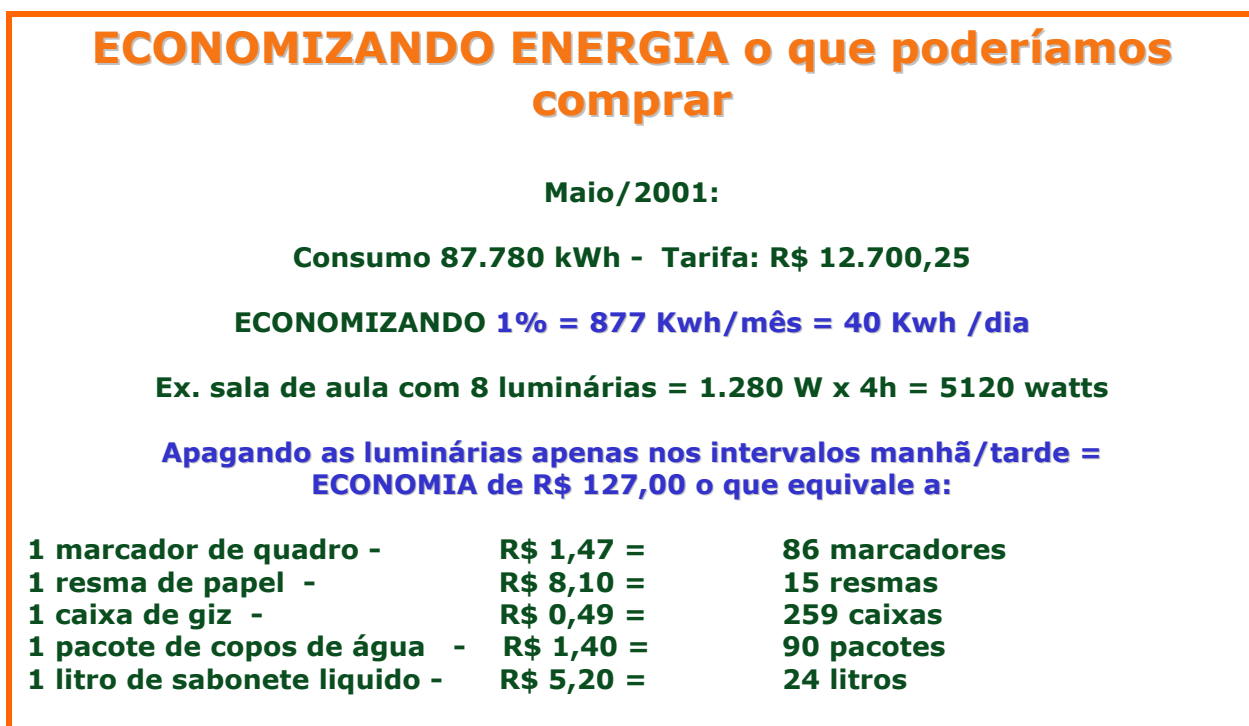 ECONOMIZANDO ENERGIA o que poderíamos
comprar
Maio/2001:
Consumo 87.780 kWh - Tarifa: R$ 12.700,25
ECONOMIZANDO 1% = 877 Kwh/mês = 40 Kwh /dia
Ex. sala de aula com 8 luminárias = 1.280 W x 4h = 5120 watts
Apagando as luminárias apenas nos intervalos manhã/tarde =
ECONOMIA de R$ 127,00 o que equivale a:
1 marcador de quadro - R$ 1,47 = 86 marcadores
1 resma de papel - R$ 8,10 = 15 resmas
1 caixa de giz - R$ 0,49 = 259 caixas
1 pacote de copos de água - R$ 1,40 = 90 pacotes
1 litro de sabonete liquido - R$ 5,20 = 24 litros